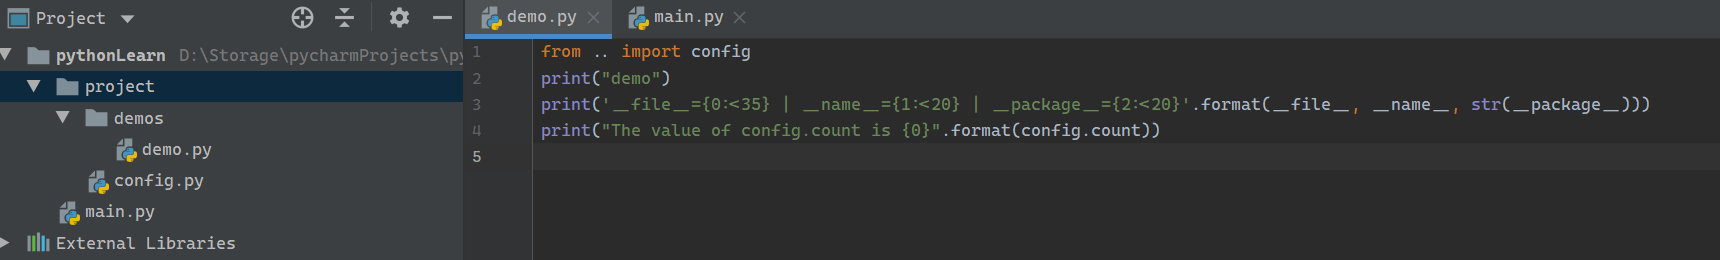 Project
pythonLearn D:\Storage\pycharmProjects\py
project
demos
demo.py
config.py
main.py
External Libraries
demo.py main.py
1 from .. import config
2 print("demo")
3 print('__file__={0:<35} | __name__={1:<20} | __package__={2:<20}'.format(__file__, __name__, str(__package__)))
4 print("The value of config.count is {0}".format(config.count))
5